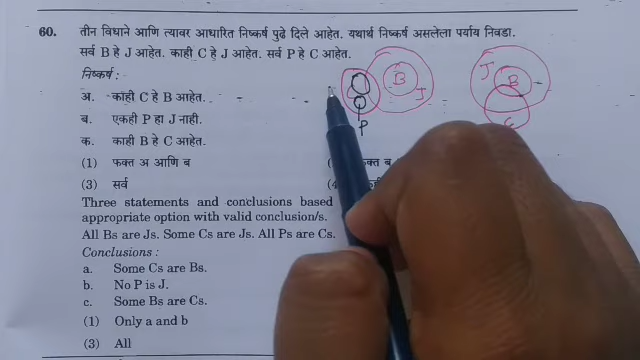 60. तीन विधाने आणि त्यावर आधारित निष्कर्ष पुढे दिले आहेत. यथार्थ निष्कर्ष असलेला पर्याय निवडा.
सर्व B हे J आहेत. काही C हे J आहेत. सर्व P हे C आहेत.
निष्कर्ष :
अ. काही C हे B आहेत.
ब. एकही P हा J नाही.
क. काही B हे C आहेत.
(1) फक्त अ आणि ब
फक्त ब
(3) सर्व
(4
Three statements and conclusions based
appropriate option with valid conclusion/s.
All Bs are Js. Some Cs are Js. All Ps are Cs.
Conclusions :
a. Some Cs are Bs.
b. No P is J.
c. Some Bs are Cs.
(1) Only a and b
(3) All
B
J
P
J
B
C